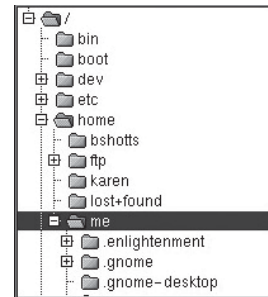 /
bin
boot
dev
etc
home
bshotts
ftp
karen
lost+found
me
.enlightenment
.gnome
.gnome-desktop